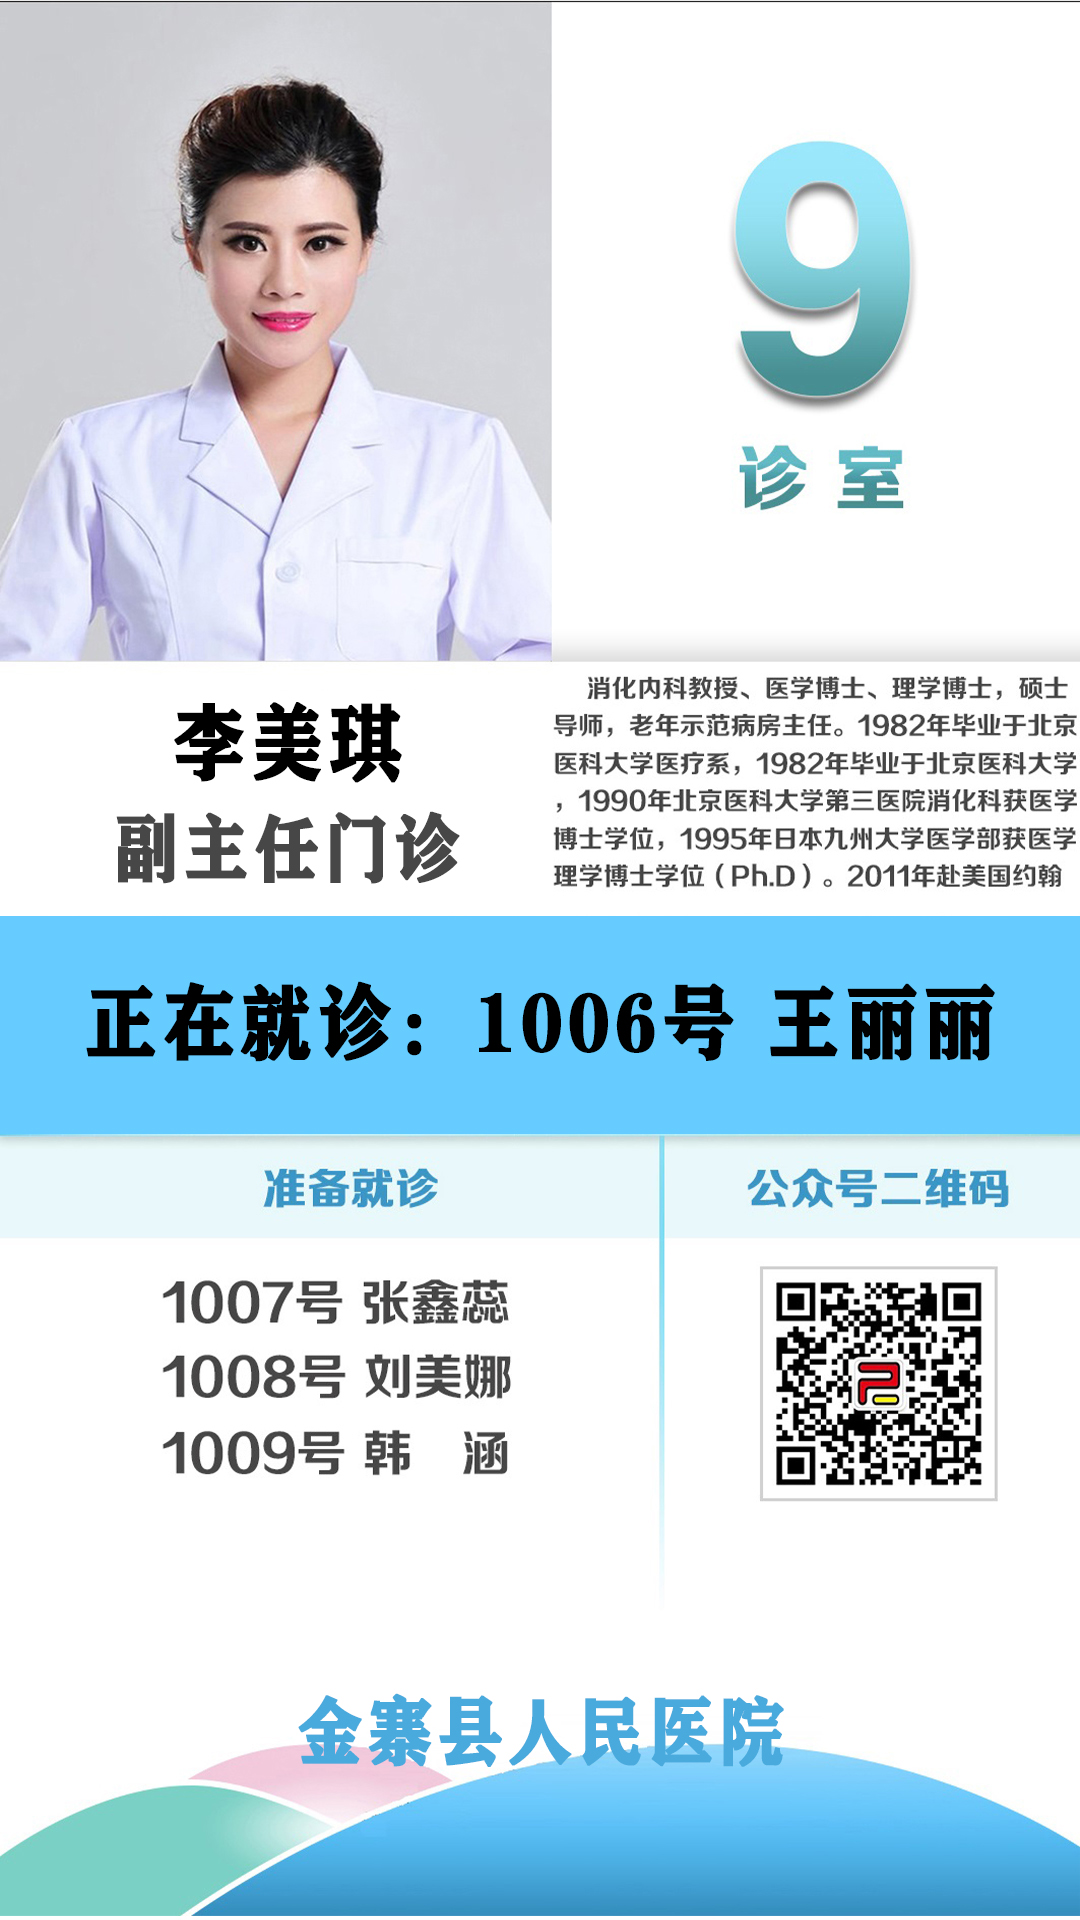 9
诊室
李美琪
副主任门诊
消化内科教授、医学博士、理学博士，硕士
导师，老年示范病房主任。1982年毕业于北京
医科大学医疗系，1982年毕业于北京医科大学
，1990年北京医科大学第三医院消化科获医学
博士学位，1995年日本九州大学医学部获医学
理学博士学位（Ph.D）。2011年赴美国约翰
正在就诊：1006号 王丽丽
准备就诊
1007号 张鑫蕊
1008号 刘美娜
1009号 韩　涵
公众号二维码
金寨县人民医院